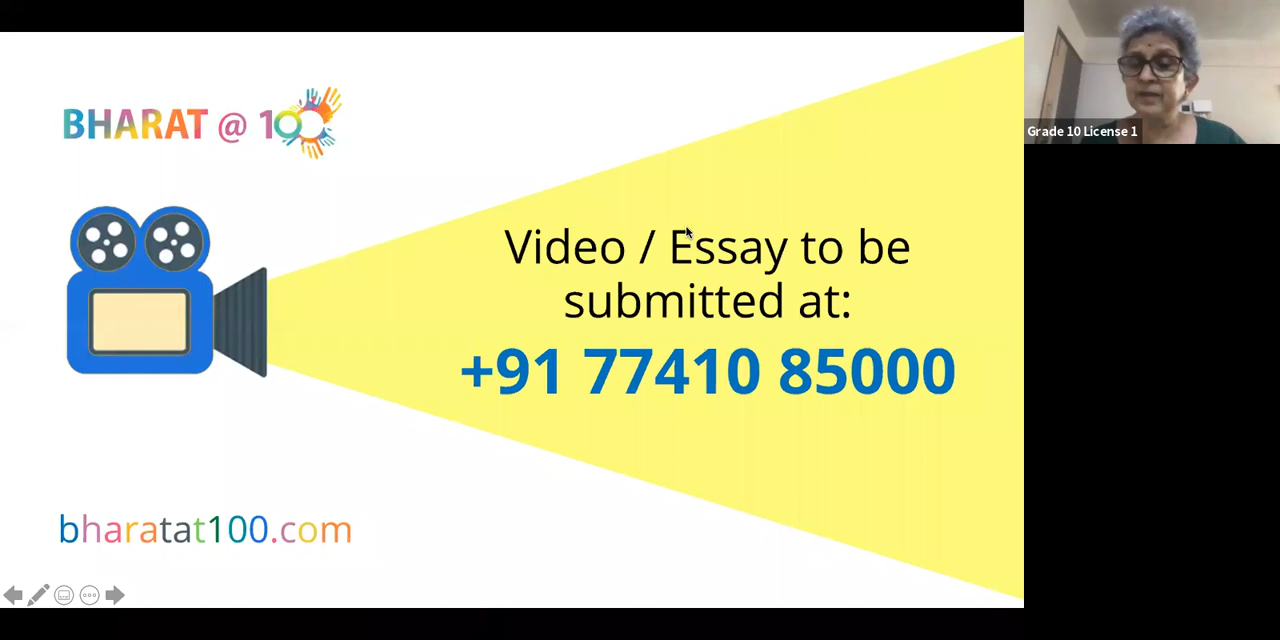 BHARAT @ 100
Grade 10 License 1
Video / Essay to be
submitted at:
+91 77410 85000
bharatat100.com